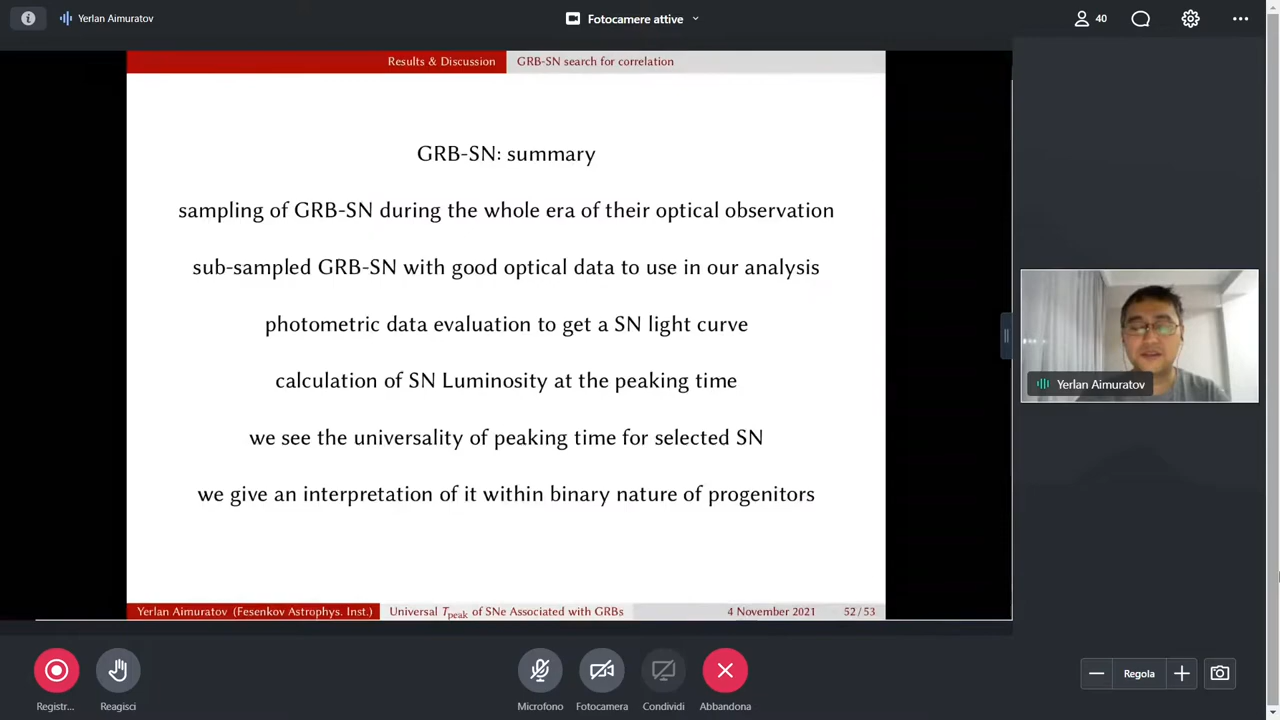 Yerlan Aimuratov
Fotocamere attive
40
Results & Discussion
GRB-SN search for correlation
GRB-SN: summary
sampling of GRB-SN during the whole era of their optical observation
sub-sampled GRB-SN with good optical data to use in our analysis
photometric data evaluation to get a SN light curve
calculation of SN Luminosity at the peaking time
we see the universality of peaking time for selected SN
we give an interpretation of it within binary nature of progenitors
Yerlan Aimuratov
Yerlan Aimuratov (Fesenkov Astrophys. Inst.)
Universal Tpeak of SNe Associated with GRBs
4 November 2021
52 / 53
Registr...
Reagisci
Microfono
Fotocamera
Condividi
Abbandona
Regola